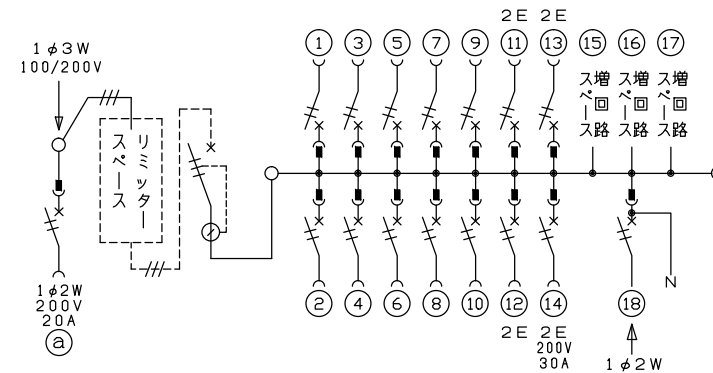 1φ3W
100/200V
リミッター
スペース
1φ2W
200V
20A
a
2E 2E
1 3 5 7 9 11 13 15 16 17
増回路
スペース
増回路
スペース
増回路
スペース
2 4 6 8 10 12 14 18
N
2E 2E
200V
30A
1φ2W